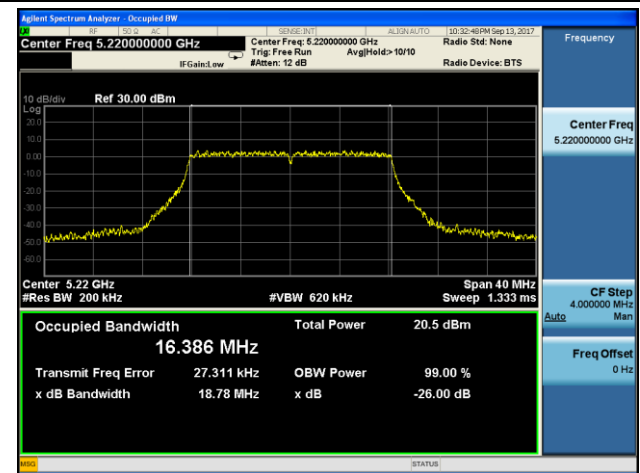 Agilent Spectrum Analyzer - Occupied BW
RF 50 Ω AC SENSE:INT ALIGN AUTO 10:32:48PM Sep 13, 2017
Center Freq 5.220000000 GHz Center Freq: 5.220000000 GHz Radio Std: None Frequency
Trig: Free Run Avg|Hold:> 10/10
IFGain:Low #Atten: 12 dB Radio Device: BTS
10 dB/div Ref 30.00 dBm
Log
20.0
10.0
0.00
-10.0
-20.0
-30.0
-40.0
-50.0
-60.0
Center Freq
5.220000000 GHz
Center 5.22 GHz Span 40 MHz
#Res BW 200 kHz #VBW 620 kHz Sweep 1.333 ms
CF Step
4.000000 MHz
Auto Man
Occupied Bandwidth Total Power 20.5 dBm
16.386 MHz
Transmit Freq Error 27.311 kHz OBW Power 99.00 %
x dB Bandwidth 18.78 MHz x dB -26.00 dB
Freq Offset
0 Hz
MSG STATUS